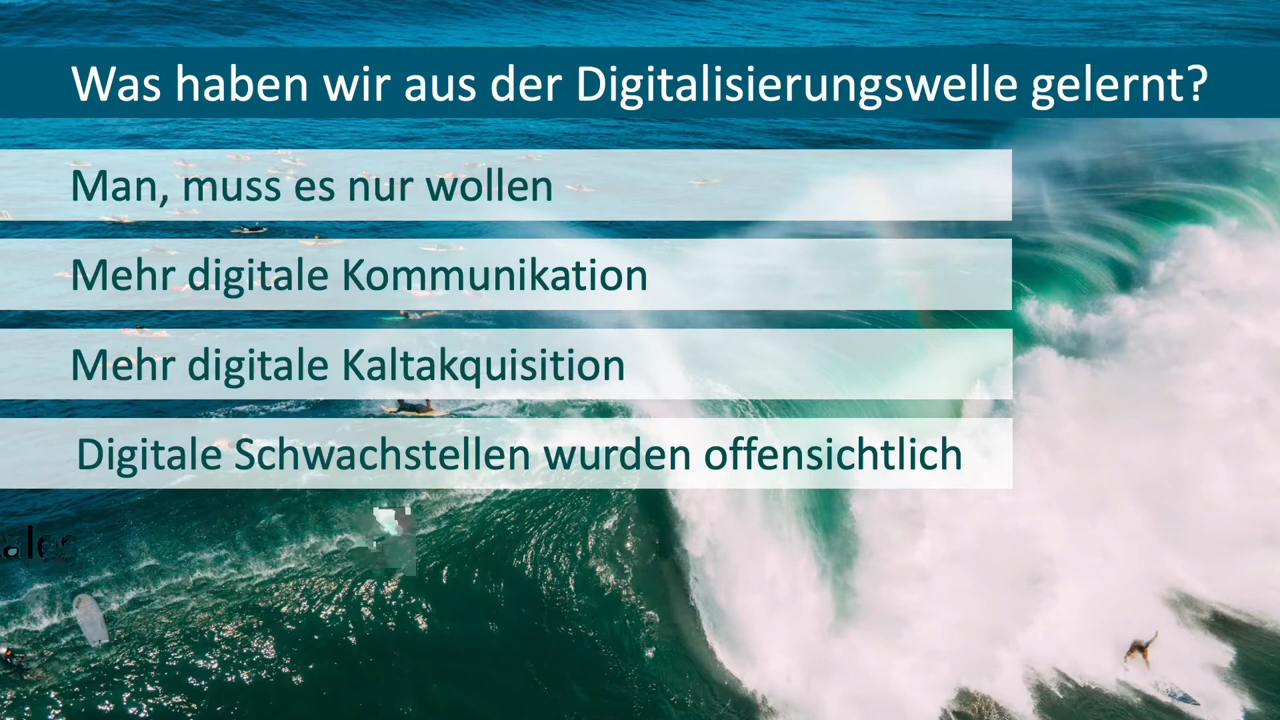 Was haben wir aus der Digitalisierungswelle gelernt?
Man, muss es nur wollen
Mehr digitale Kommunikation
Mehr digitale Kaltakquisition
Digitale Schwachstellen wurden offensichtlich